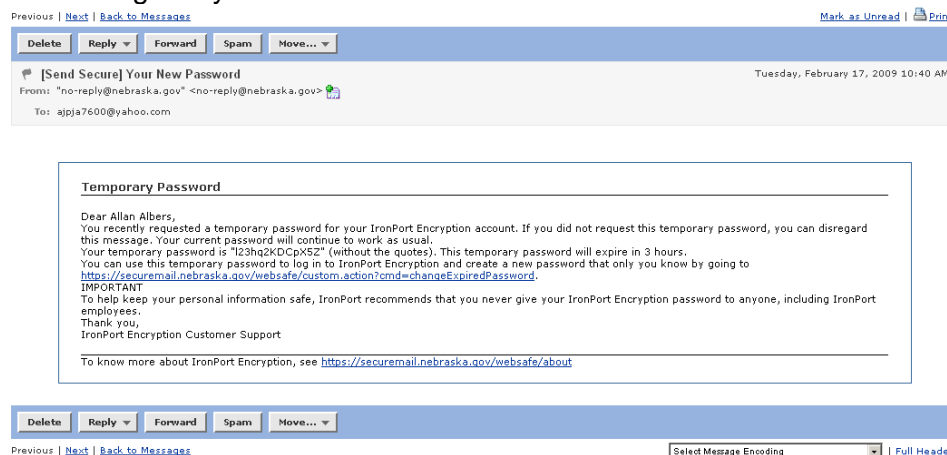 Previous | Next | Back to Messages
Mark as Unread | Prin
Delete Reply Forward Spam Move...
[Send Secure] Your New Password
Tuesday, February 17, 2009 10:40 AM
From: "no-reply@nebraska.gov" <no-reply@nebraska.gov>
To: ajpja7600@yahoo.com
Temporary Password
Dear Allan Albers,
You recently requested a temporary password for your IronPort Encryption account. If you did not request this temporary password, you can disregard
this message. Your current password will continue to work as usual.
Your temporary password is "l23hq2KDCpX5Z" (without the quotes). This temporary password will expire in 3 hours.
You can use this temporary password to log in to IronPort Encryption and create a new password that only you know by going to
https://securemail.nebraska.gov/websafe/custom.action?cmd=changeExpiredPassword.
IMPORTANT
To help keep your personal information safe, IronPort recommends that you never give your IronPort Encryption password to anyone, including IronPort
employees.
Thank you,
IronPort Encryption Customer Support
To know more about IronPort Encryption, see https://securemail.nebraska.gov/websafe/about
Delete Reply Forward Spam Move...
Previous | Next | Back to Messages
Select Message Encoding | Full Heade